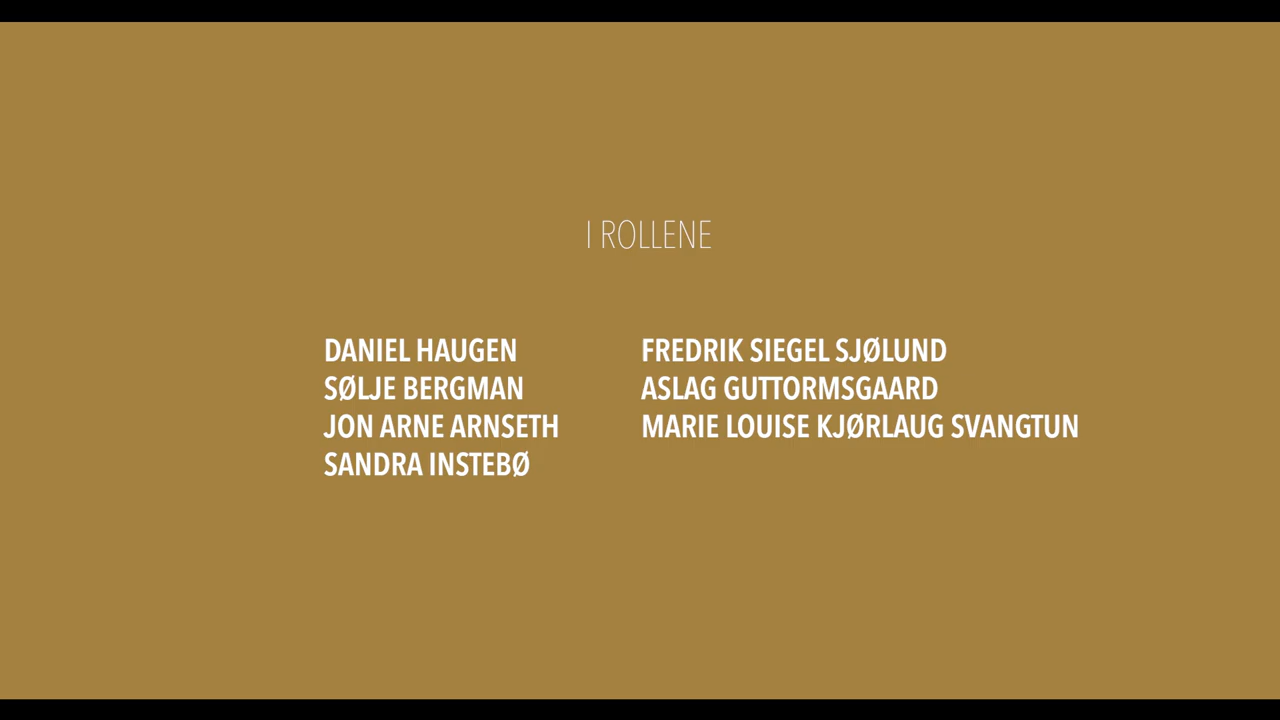 I ROLLENE
DANIEL HAUGEN
SØLJE BERGMAN
JON ARNE ARNSETH
SANDRA INSTEBØ
FREDRIK SIEGEL SJØLUND
ASLAG GUTTORMSGAARD
MARIE LOUISE KJØRLAUG SVANGTUN